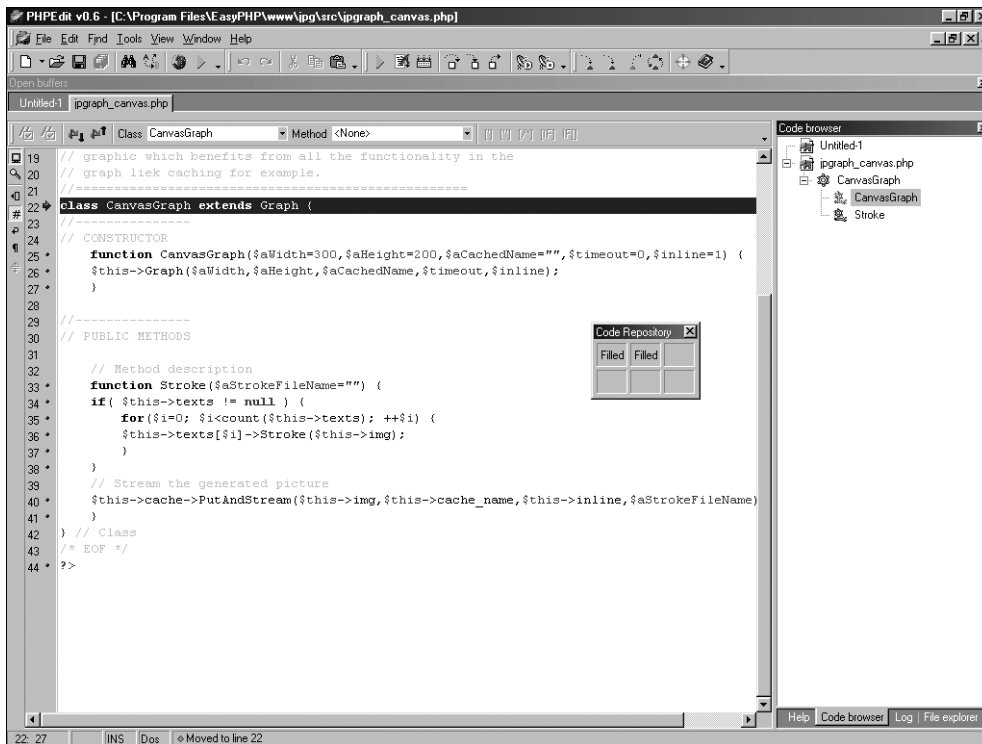 PHPEdit v0.6 - [C:\Program Files\EasyPHP\www\jpg\src\jpgraph_canvas.php]
File Edit Find Tools View Window Help
Open buffers
Untitled-1 jpgraph_canvas.php
Class CanvasGraph Method <None>
19 // graphic which benefits from all the functionality in the
20 // graph liek caching for example.
21 //===================================================
22 class CanvasGraph extends Graph {
23 //---------------
24 // CONSTRUCTOR
25 function CanvasGraph($aWidth=300,$aHeight=200,$aCachedName="",$timeout=0,$inline=1) {
26 $this->Graph($aWidth,$aHeight,$aCachedName,$timeout,$inline);
27 }
28
29 //---------------
30 // PUBLIC METHODS
31
32 // Method description
33 function Stroke($aStrokeFileName="") {
34 if( $this->texts != null ) {
35 for($i=0; $i<count($this->texts); ++$i) {
36 $this->texts[$i]->Stroke($this->img);
37 }
38 }
39 // Stream the generated picture
40 $this->cache->PutAndStream($this->img,$this->cache_name,$this->inline,$aStrokeFileName)
41 }
42 } // Class
43 /* EOF */
44 ?>
Code Repository
Filled Filled
Code browser
Untitled-1
jpgraph_canvas.php
CanvasGraph
CanvasGraph
Stroke
Help Code browser Log File explorer
22: 27 INS Dos Moved to line 22